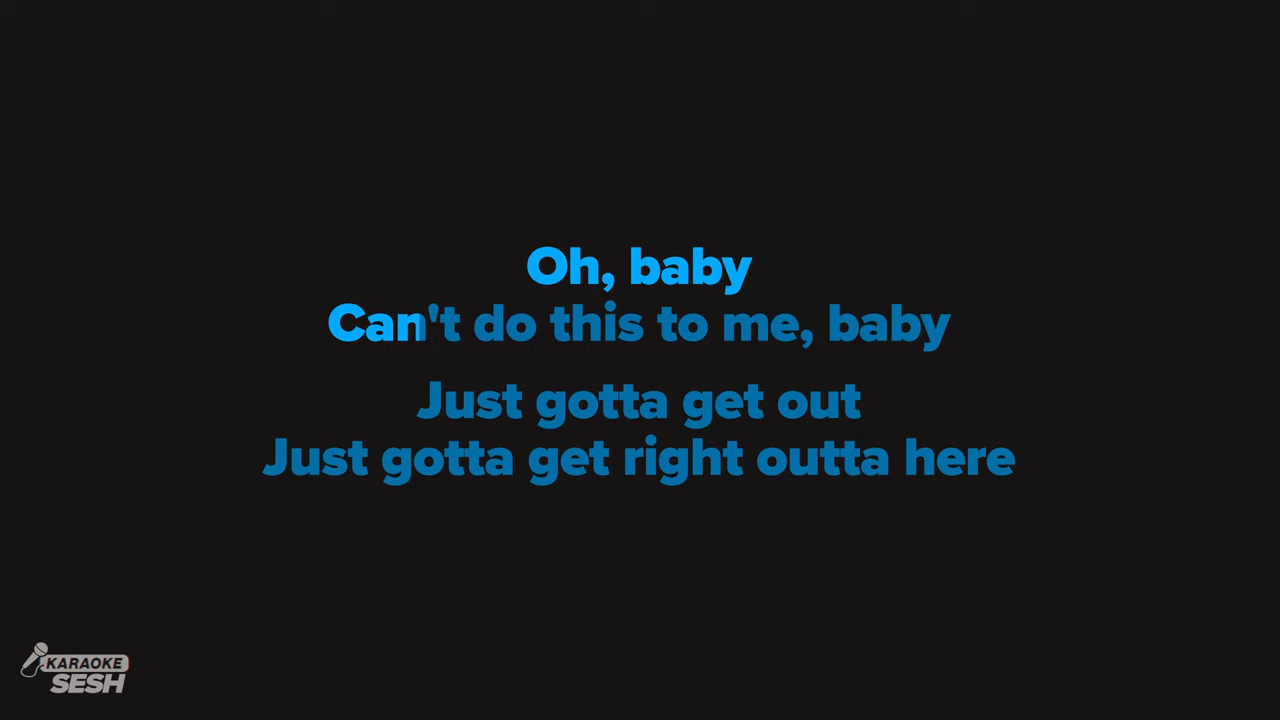 Oh, baby
Can't do this to me, baby
Just gotta get out
Just gotta get right outta here
KARAOKE
SESH